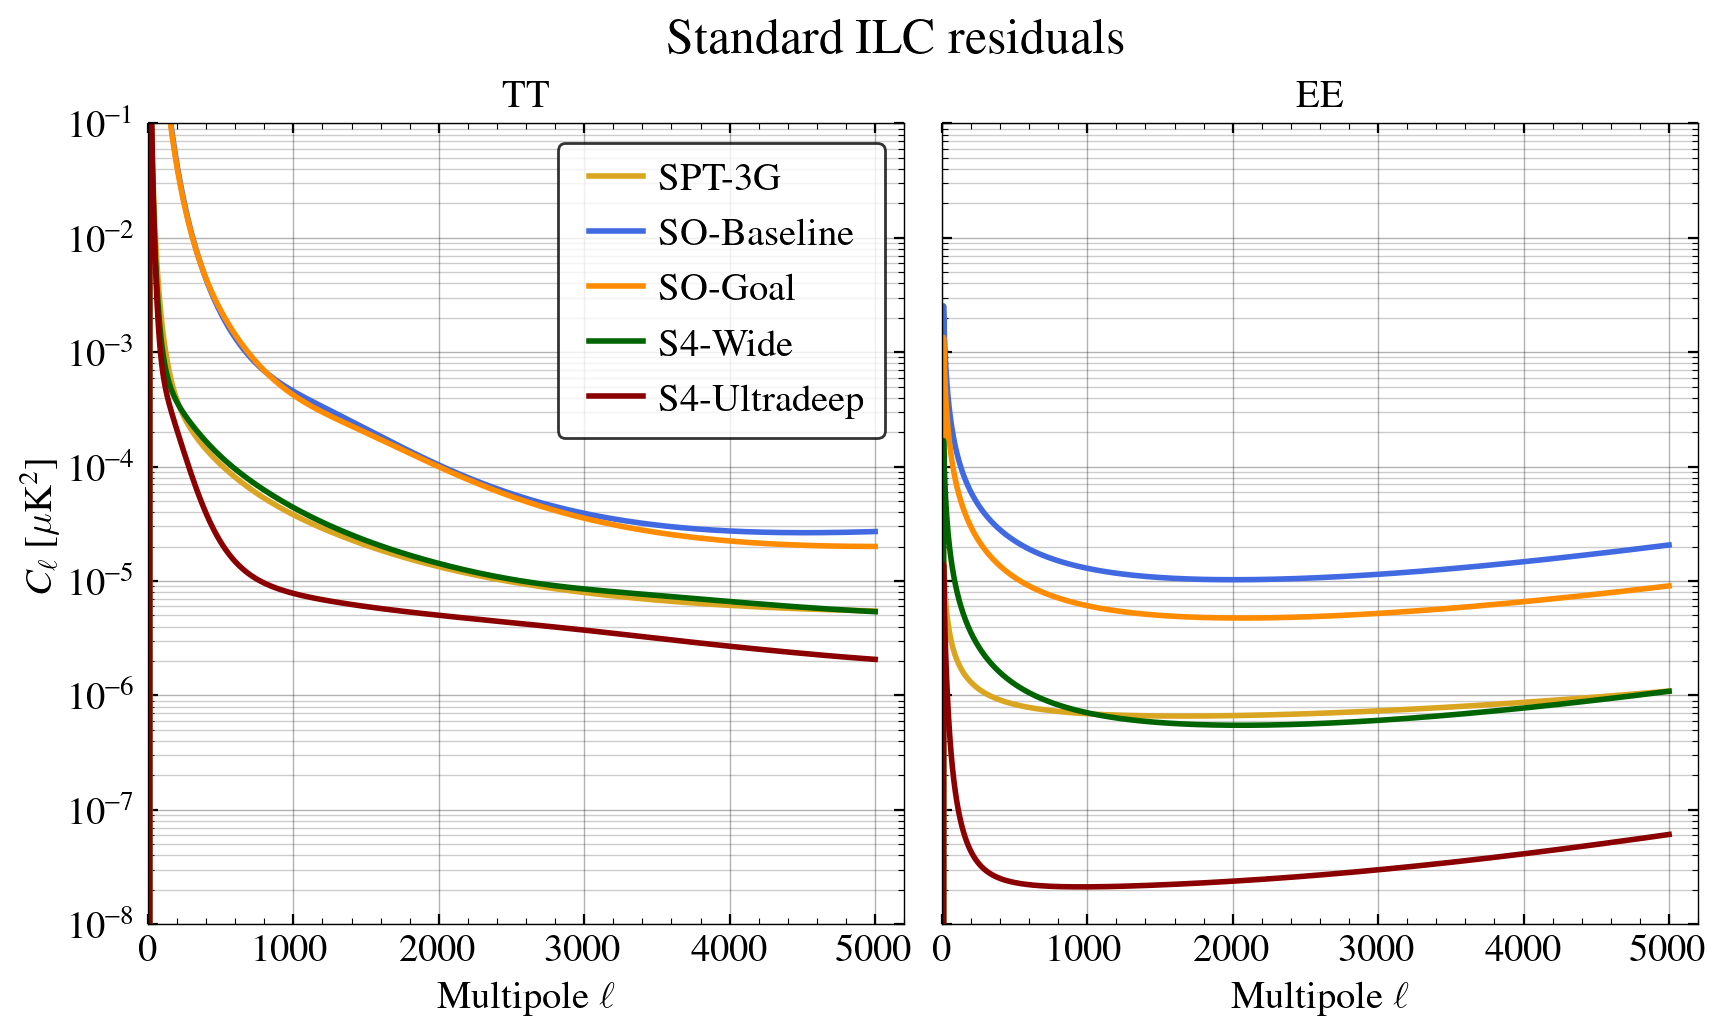 Standard ILC residuals
TT
EE
10⁻¹
10⁻²
10⁻³
10⁻⁴
10⁻⁵
10⁻⁶
10⁻⁷
10⁻⁸
C_ℓ [μK²]
SPT-3G
SO-Baseline
SO-Goal
S4-Wide
S4-Ultradeep
0 1000 2000 3000 4000 5000
0 1000 2000 3000 4000 5000
Multipole ℓ
Multipole ℓ